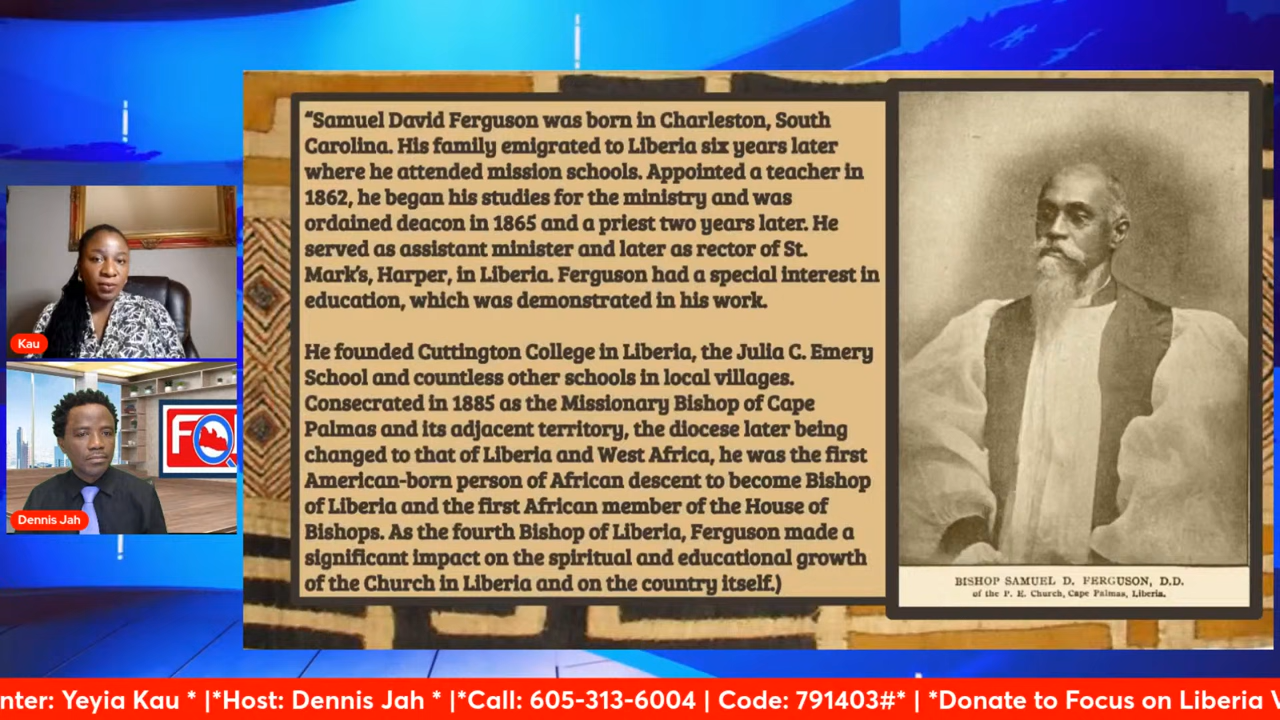 “Samuel David Ferguson was born in Charleston, South
Carolina. His family emigrated to Liberia six years later
where he attended mission schools. Appointed a teacher in
1862, he began his studies for the ministry and was
ordained deacon in 1865 and a priest two years later. He
served as assistant minister and later as rector of St.
Mark’s, Harper, in Liberia. Ferguson had a special interest in
education, which was demonstrated in his work.
He founded Cuttington College in Liberia, the Julia C. Emery
School and countless other schools in local villages.
Consecrated in 1885 as the Missionary Bishop of Cape
Palmas and its adjacent territory, the diocese later being
changed to that of Liberia and West Africa, he was the first
American-born person of African descent to become Bishop
of Liberia and the first African member of the House of
Bishops. As the fourth Bishop of Liberia, Ferguson made a
significant impact on the spiritual and educational growth
of the Church in Liberia and on the country itself.)
BISHOP SAMUEL D. FERGUSON, D.D.
of the P. E. Church, Cape Palmas, Liberia.
Kau
Dennis Jah
nter: Yeyia Kau * |*Host: Dennis Jah * |*Call: 605-313-6004 | Code: 791403#* | *Donate to Focus on Liberia